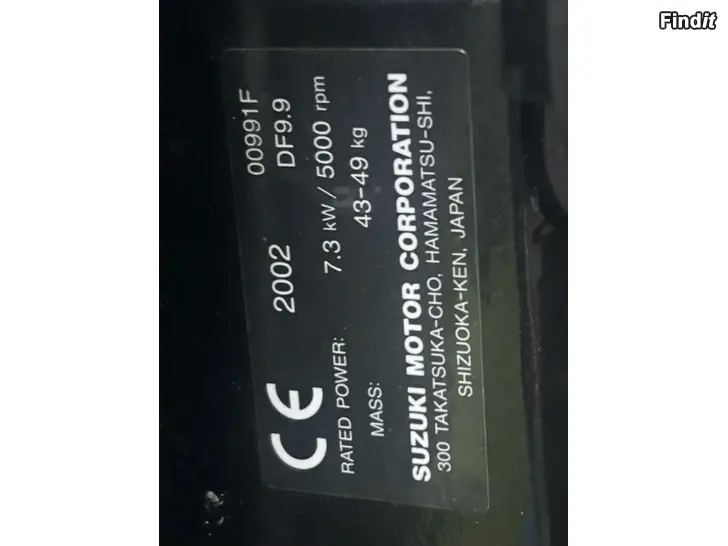 Findit
00991F
CE 2002 DF9.9
RATED POWER: 7.3 kW / 5000 rpm
MASS: 43-49 kg
SUZUKI MOTOR CORPORATION
300 TAKATSUKA-CHO, HAMAMATSU-SHI,
SHIZUOKA-KEN, JAPAN